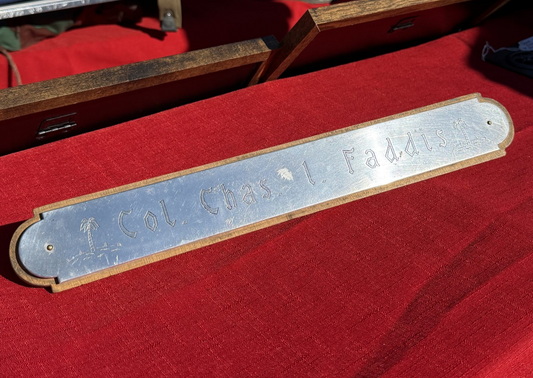 Col. Chas. I. Faddis